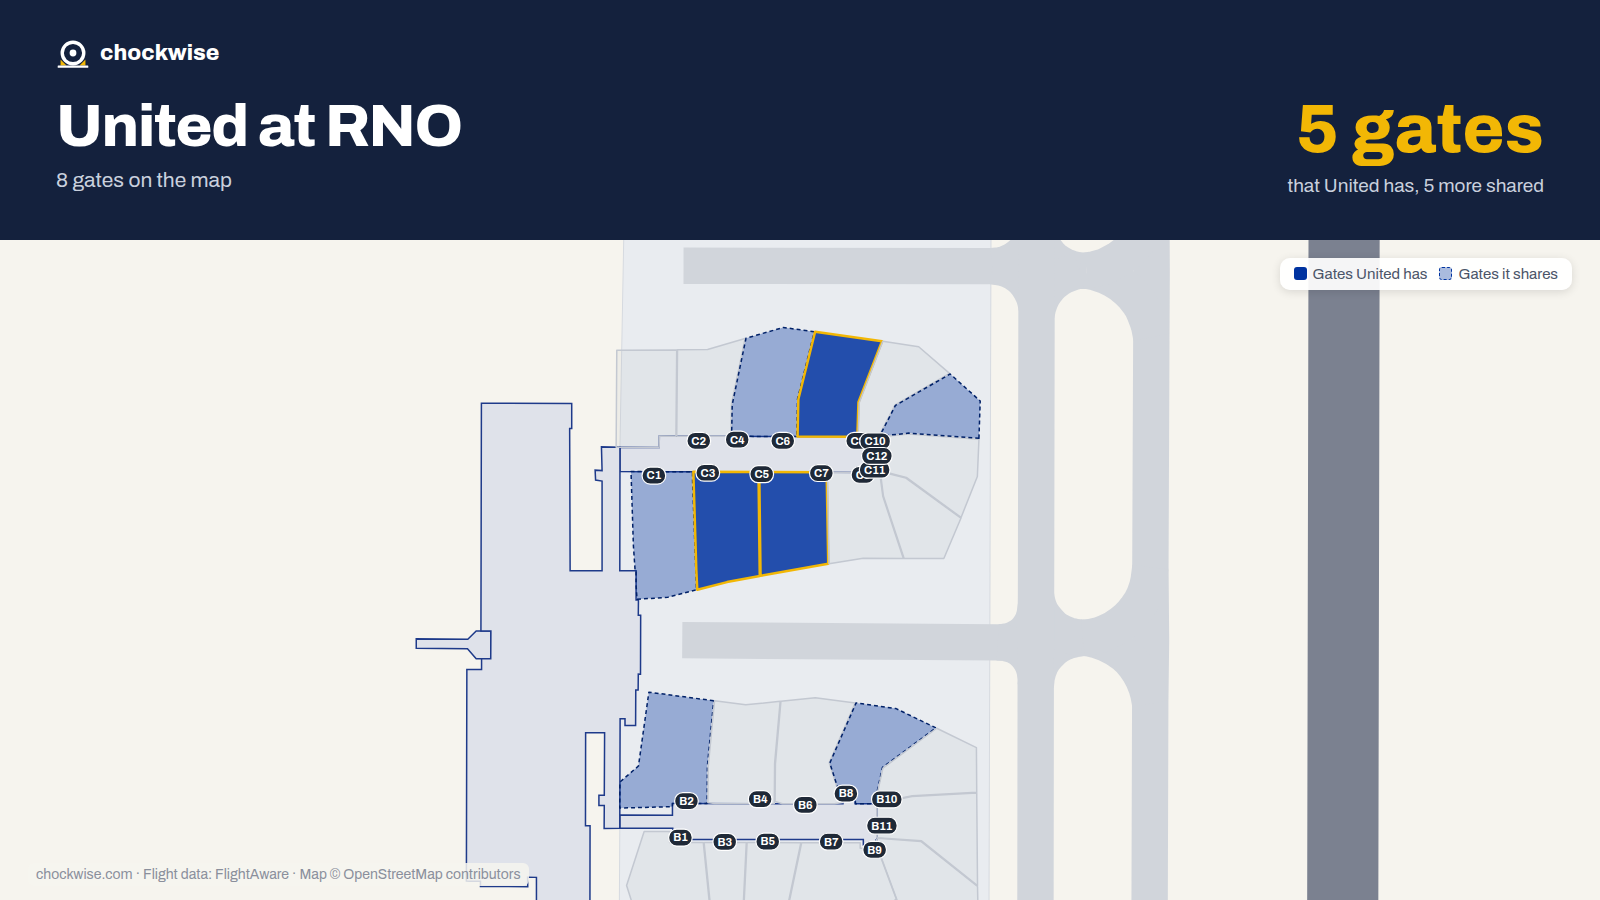 chockwise
United at RNO
8 gates on the map
5 gates
that United has, 5 more shared
Gates United has
Gates it shares
C2
C4
C6
C10
C12
C11
C1
C3
C5
C7
B2
B4
B6
B8
B10
B11
B1
B3
B5
B7
B9
chockwise.com · Flight data: FlightAware · Map © OpenStreetMap contributors